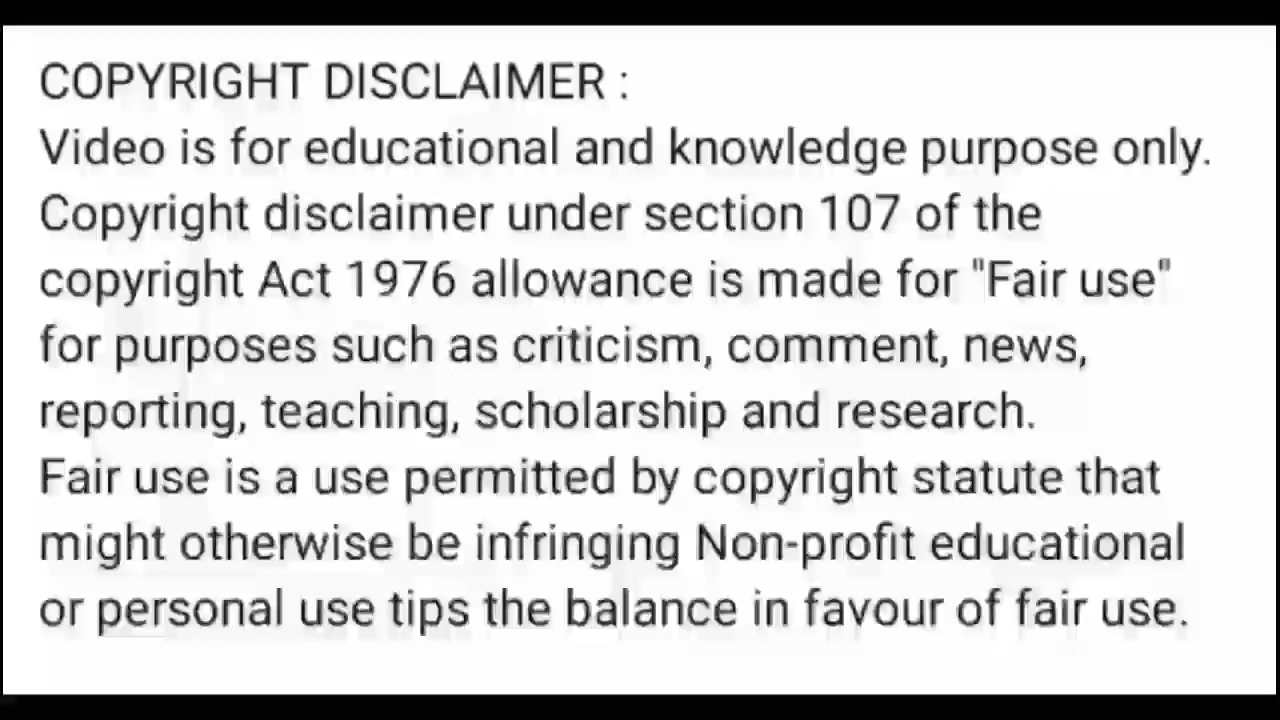 COPYRIGHT DISCLAIMER :
Video is for educational and knowledge purpose only.
Copyright disclaimer under section 107 of the
copyright Act 1976 allowance is made for "Fair use"
for purposes such as criticism, comment, news,
reporting, teaching, scholarship and research.
Fair use is a use permitted by copyright statute that
might otherwise be infringing Non-profit educational
or personal use tips the balance in favour of fair use.